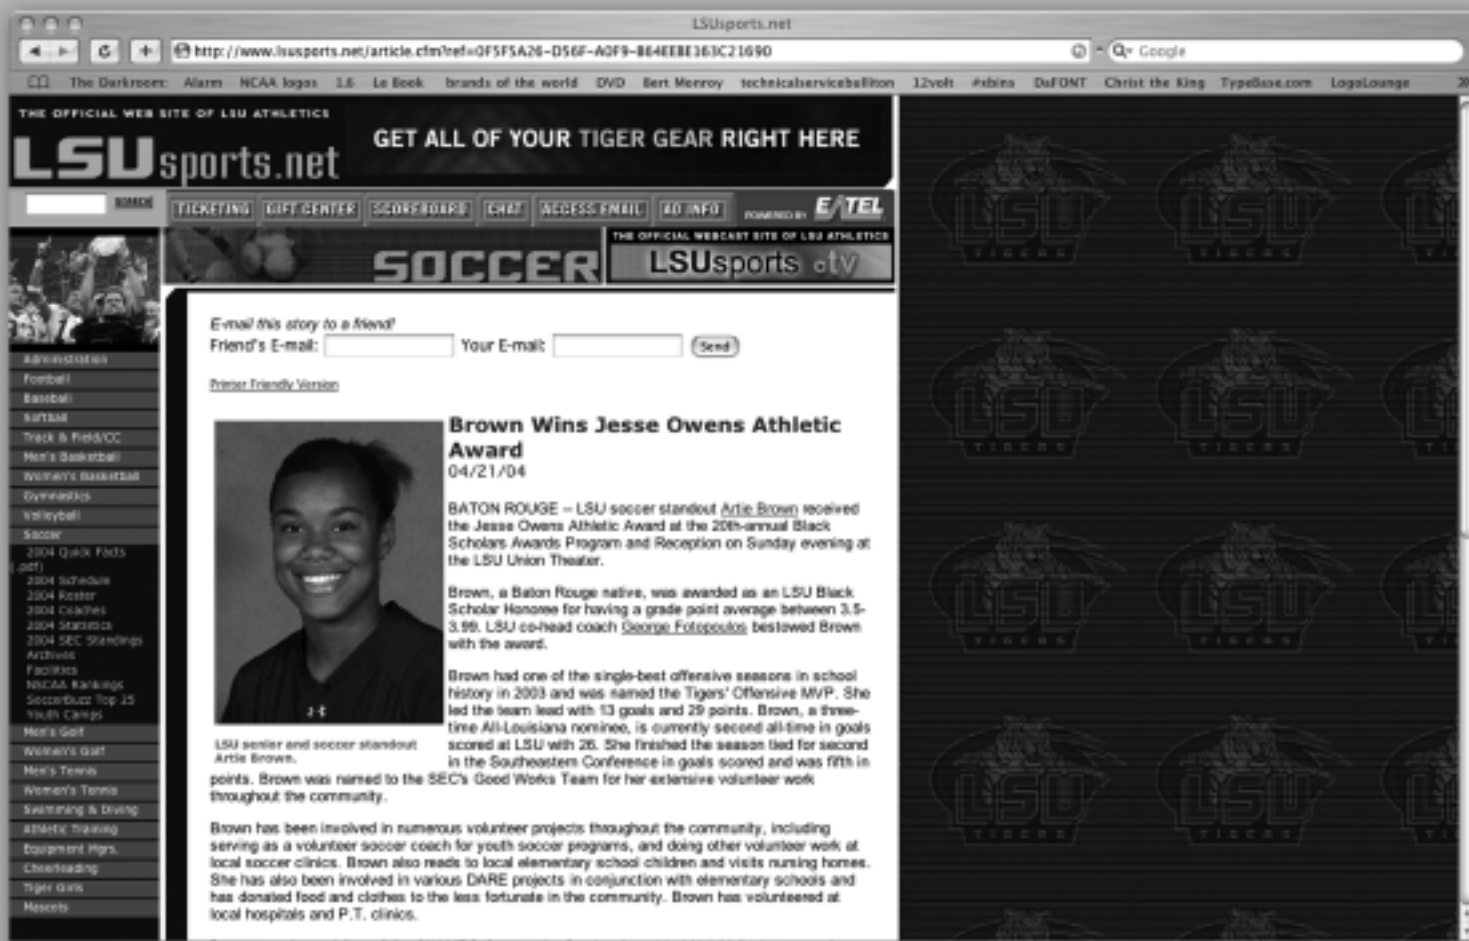 LSUsports.net
http://www.lsusports.net/article.cfm?ref=0F5F5A26-D56F-A0F9-B64EEBE163C21690
Google
The Darkroom: Alarm NCAA logos 1.6 Le Book brands of the world DVD Bert Monroy technicalservicebulliton 12volt #xbins DaFONT Christ the King TypeBase.com LogoLounge
THE OFFICIAL WEB SITE OF LSU ATHLETICS
LSUsports.net
GET ALL OF YOUR TIGER GEAR RIGHT HERE
SEARCH
TICKETING GIFT CENTER SCOREBOARD CHAT ACCESS EMAIL AD INFO POWERED BY E/TEL
SOCCER
THE OFFICIAL WEBCAST SITE OF LSU ATHLETICS
LSUsports .tv
Administration
Football
Baseball
Softball
Track & Field/CC
Men's Basketball
Women's Basketball
Gymnastics
Volleyball
Soccer
2004 Quick Facts
(.pdf)
2004 Schedule
2004 Roster
2004 Coaches
2004 Statistics
2004 SEC Standings
Archives
Facilities
NSCAA Rankings
SoccerBuzz Top 25
Youth Camps
Men's Golf
Women's Golf
Men's Tennis
Women's Tennis
Swimming & Diving
Athletic Training
Equipment Mgrs.
Cheerleading
Tiger Girls
Mascots
E-mail this story to a friend!
Friend's E-mail: Your E-mail: Send
Printer Friendly Version
Brown Wins Jesse Owens Athletic
Award
04/21/04
BATON ROUGE -- LSU soccer standout Artie Brown received
the Jesse Owens Athletic Award at the 20th-annual Black
Scholars Awards Program and Reception on Sunday evening at
the LSU Union Theater.
Brown, a Baton Rouge native, was awarded as an LSU Black
Scholar Honoree for having a grade point average between 3.5-
3.99. LSU co-head coach George Fotopoulos bestowed Brown
with the award.
Brown had one of the single-best offensive seasons in school
history in 2003 and was named the Tigers' Offensive MVP. She
led the team lead with 13 goals and 29 points. Brown, a three-
time All-Louisiana nominee, is currently second all-time in goals
scored at LSU with 26. She finished the season tied for second
in the Southeastern Conference in goals scored and was fifth in
points. Brown was named to the SEC's Good Works Team for her extensive volunteer work
throughout the community.
LSU senior and soccer standout
Artie Brown.
Brown has been involved in numerous volunteer projects throughout the community, including
serving as a volunteer soccer coach for youth soccer programs, and doing other volunteer work at
local soccer clinics. Brown also reads to local elementary school children and visits nursing homes.
She has also been involved in various DARE projects in conjunction with elementary schools and
has donated food and clothes to the less fortunate in the community. Brown has volunteered at
local hospitals and P.T. clinics.
LSU
TIGERS
LSU
TIGERS
LSU
TIGERS
LSU
TIGERS
LSU
TIGERS
LSU
TIGERS
LSU
TIGERS
LSU
TIGERS